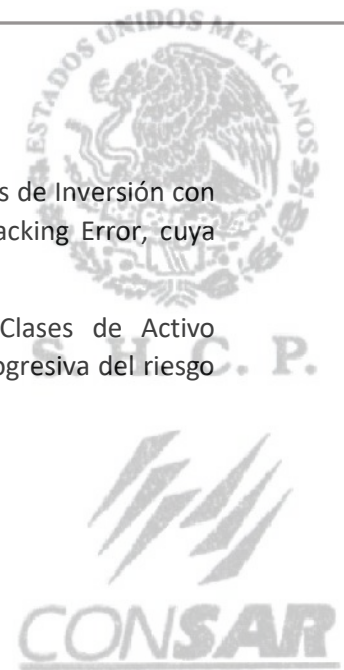 ESTADOS UNIDOS MEXICANOS
s de Inversión con
acking Error, cuya
Clases de Activo
S. H. C. P.
ogresiva del riesgo
CONSAR